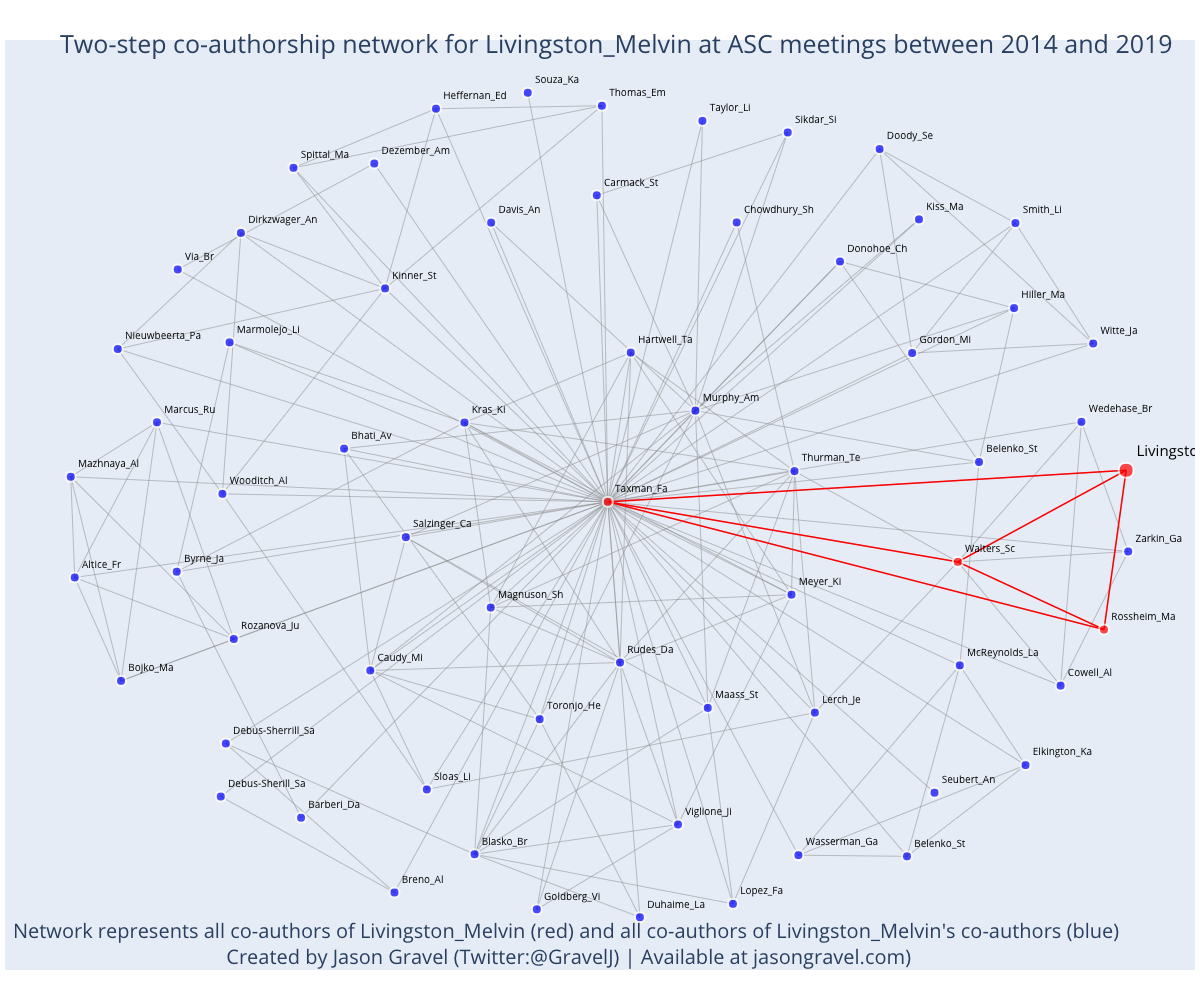 Two-step co-authorship network for Livingston_Melvin at ASC meetings between 2014 and 2019
Souza_Ka
Heffernan_Ed
Thomas_Em
Taylor_Li
Sikdar_Si
Doody_Se
Spittal_Ma
Dezember_Am
Carmack_St
Davis_An
Chowdhury_Sh
Kiss_Ma
Smith_Li
Dirkzwager_An
Via_Br
Donohoe_Ch
Kinner_St
Hiller_Ma
Nieuwbeerta_Pa
Marmolejo_Li
Hartwell_Ta
Gordon_Mi
Witte_Ja
Murphy_Am
Marcus_Ru
Kras_Ki
Wedehase_Br
Bhati_Av
Belenko_St
Livingsto
Mazhnaya_Al
Thurman_Te
Wooditch_Al
Taxman_Fa
Salzinger_Ca
Zarkin_Ga
Walters_Sc
Altice_Fr
Byrne_Ja
Meyer_Ki
Magnuson_Sh
Rossheim_Ma
Rozanova_Ju
Rudes_Da
McReynolds_La
Bojko_Ma
Caudy_Mi
Cowell_Al
Maass_St
Lerch_Je
Toronjo_He
Debus-Sherrill_Sa
Elkington_Ka
Sloas_Li
Seubert_An
Debus-Sherill_Sa
Barberi_Da
Viglione_Ji
Blasko_Br
Wasserman_Ga
Belenko_St
Breno_Al
Goldberg_Vi
Lopez_Fa
Duhaime_La
Network represents all co-authors of Livingston_Melvin (red) and all co-authors of Livingston_Melvin's co-authors (blue)
Created by Jason Gravel (Twitter:@GravelJ) | Available at jasongravel.com)